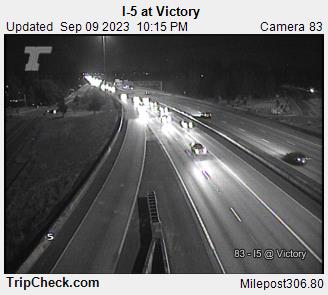 I-5 at Victory
Updated Sep 09 2023 10:15 PM Camera 83
T
5
83 - I5 @ Victory
TripCheck.com Milepost306.80